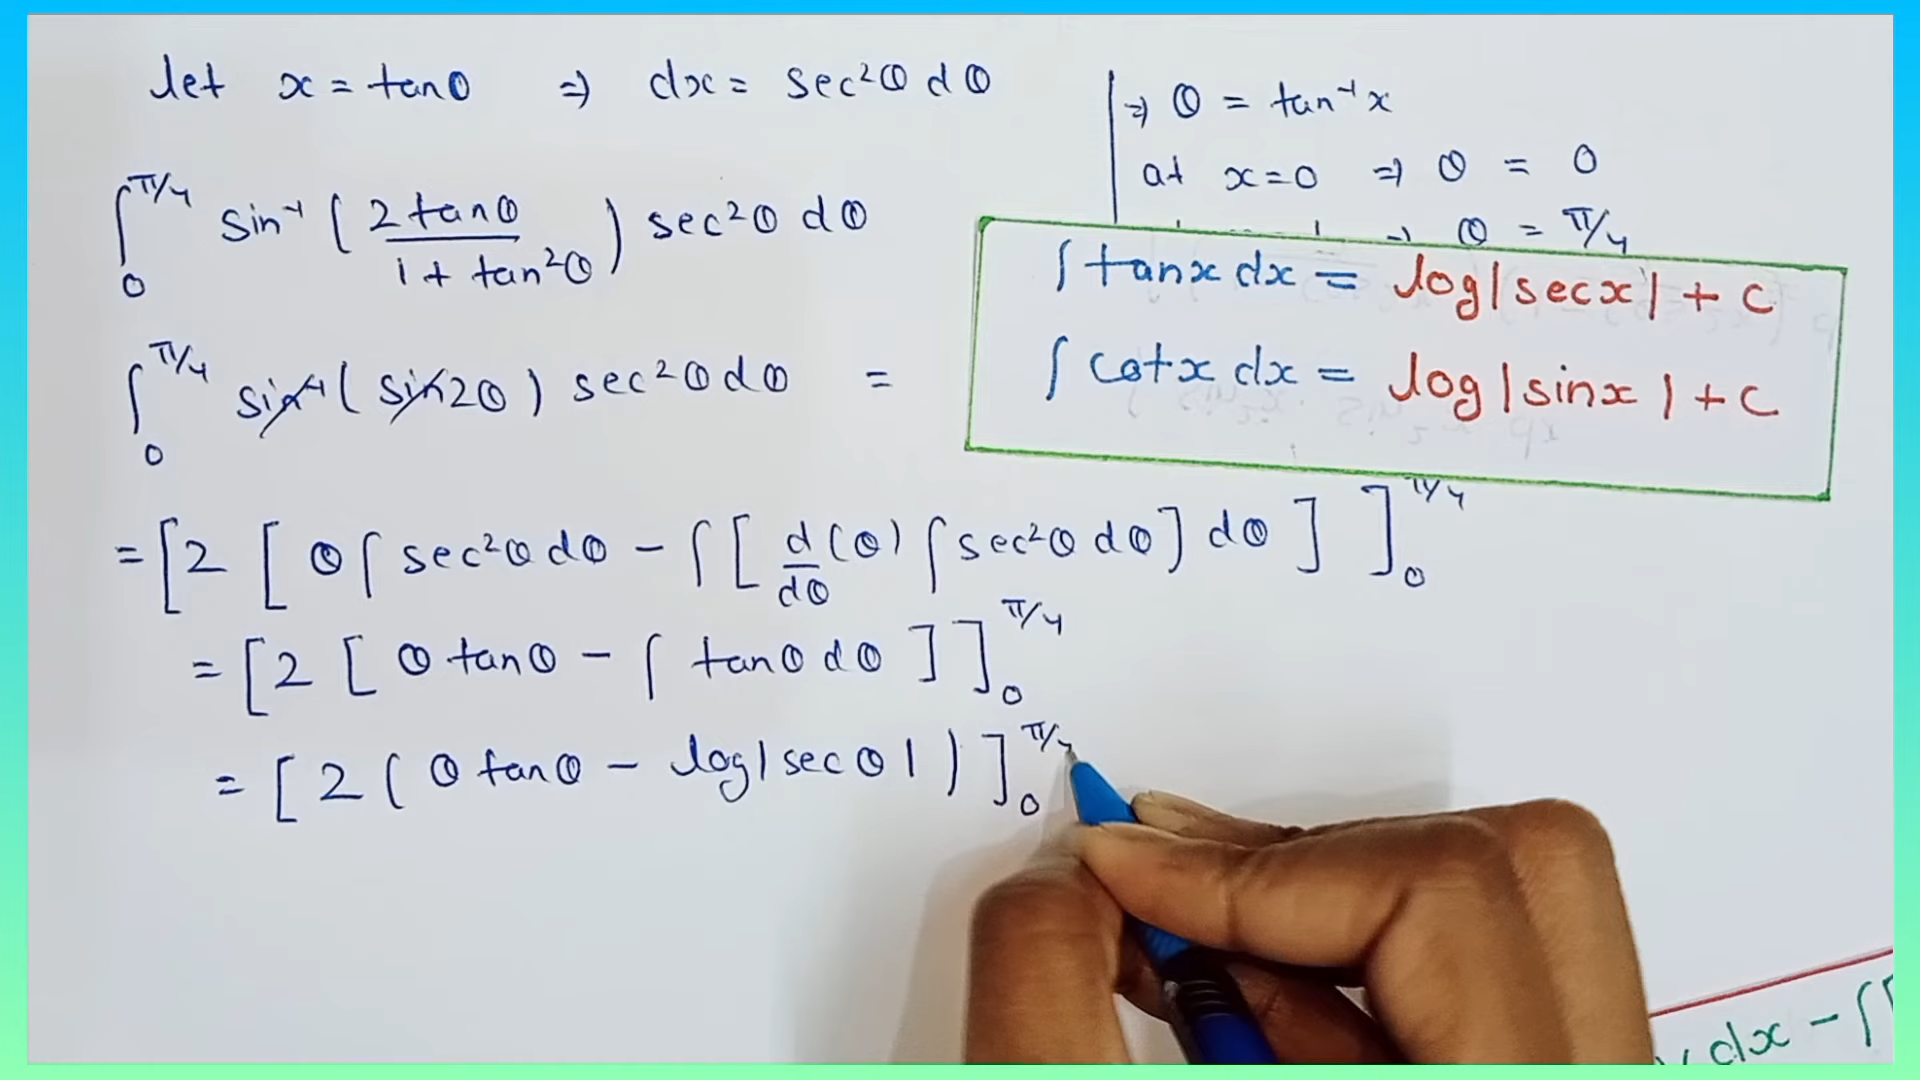 let x = tanθ ⇒ dx = sec²θ dθ
⇒ θ = tan⁻¹x
at x=0 ⇒ θ = 0
⇒ θ = π/4
∫₀^π/4 sin⁻¹(2tanθ / 1+tan²θ) sec²θ dθ
∫tanx dx = log|secx| + c
∫cotx dx = log|sinx| + c
∫₀^π/4 sin⁻¹(sin2θ) sec²θ dθ =
= [2 [ θ∫sec²θ dθ - ∫[ d/dθ (θ) ∫sec²θ dθ] dθ ] ]₀^π/4
= [2 [ θ tanθ - ∫ tanθ dθ ] ]₀^π/4
= [ 2 ( θ tanθ - log|secθ| ) ]₀^π/4
dx - ∫